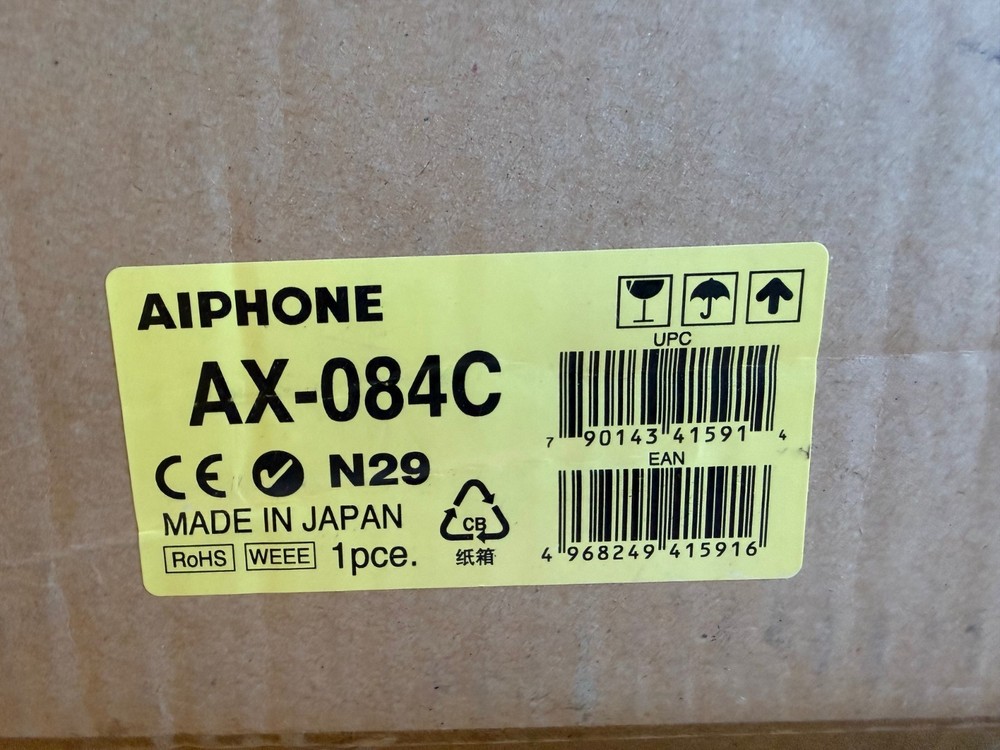 AIPHONE
AX-084C
CE N29
MADE IN JAPAN
RoHS WEEE 1pce.
CB
纸箱
UPC
7 90143 41591 4
EAN
4 968249 415916